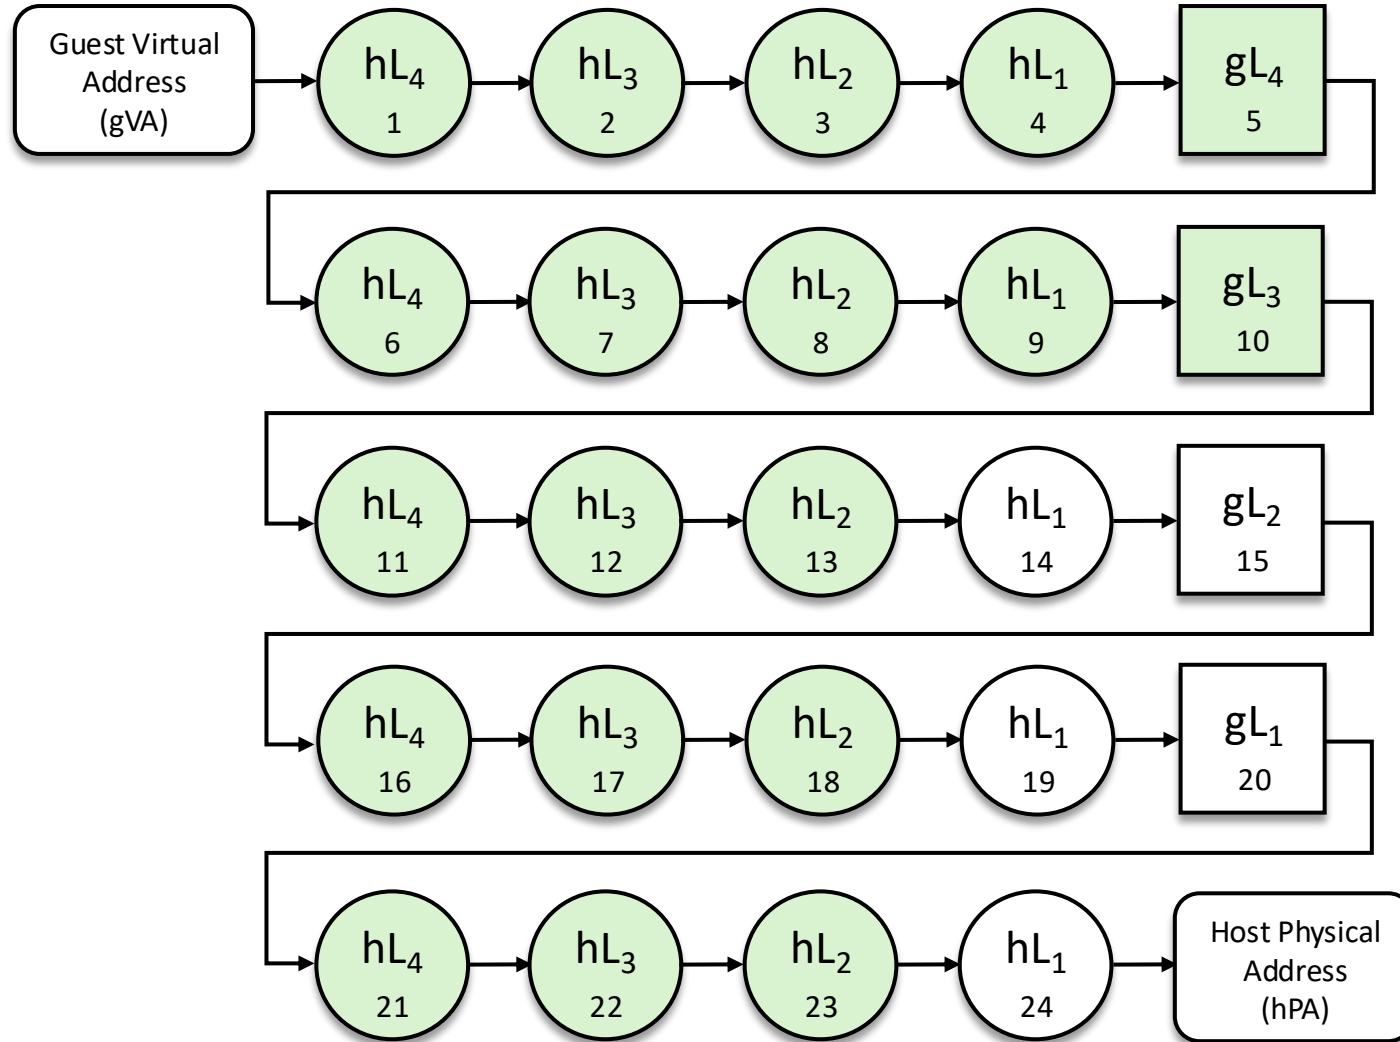 Guest Virtual
Address
(gVA)
hL₄
1
hL₃
2
hL₂
3
hL₁
4
gL₄
5
hL₄
6
hL₃
7
hL₂
8
hL₁
9
gL₃
10
hL₄
11
hL₃
12
hL₂
13
hL₁
14
gL₂
15
hL₄
16
hL₃
17
hL₂
18
hL₁
19
gL₁
20
hL₄
21
hL₃
22
hL₂
23
hL₁
24
Host Physical
Address
(hPA)